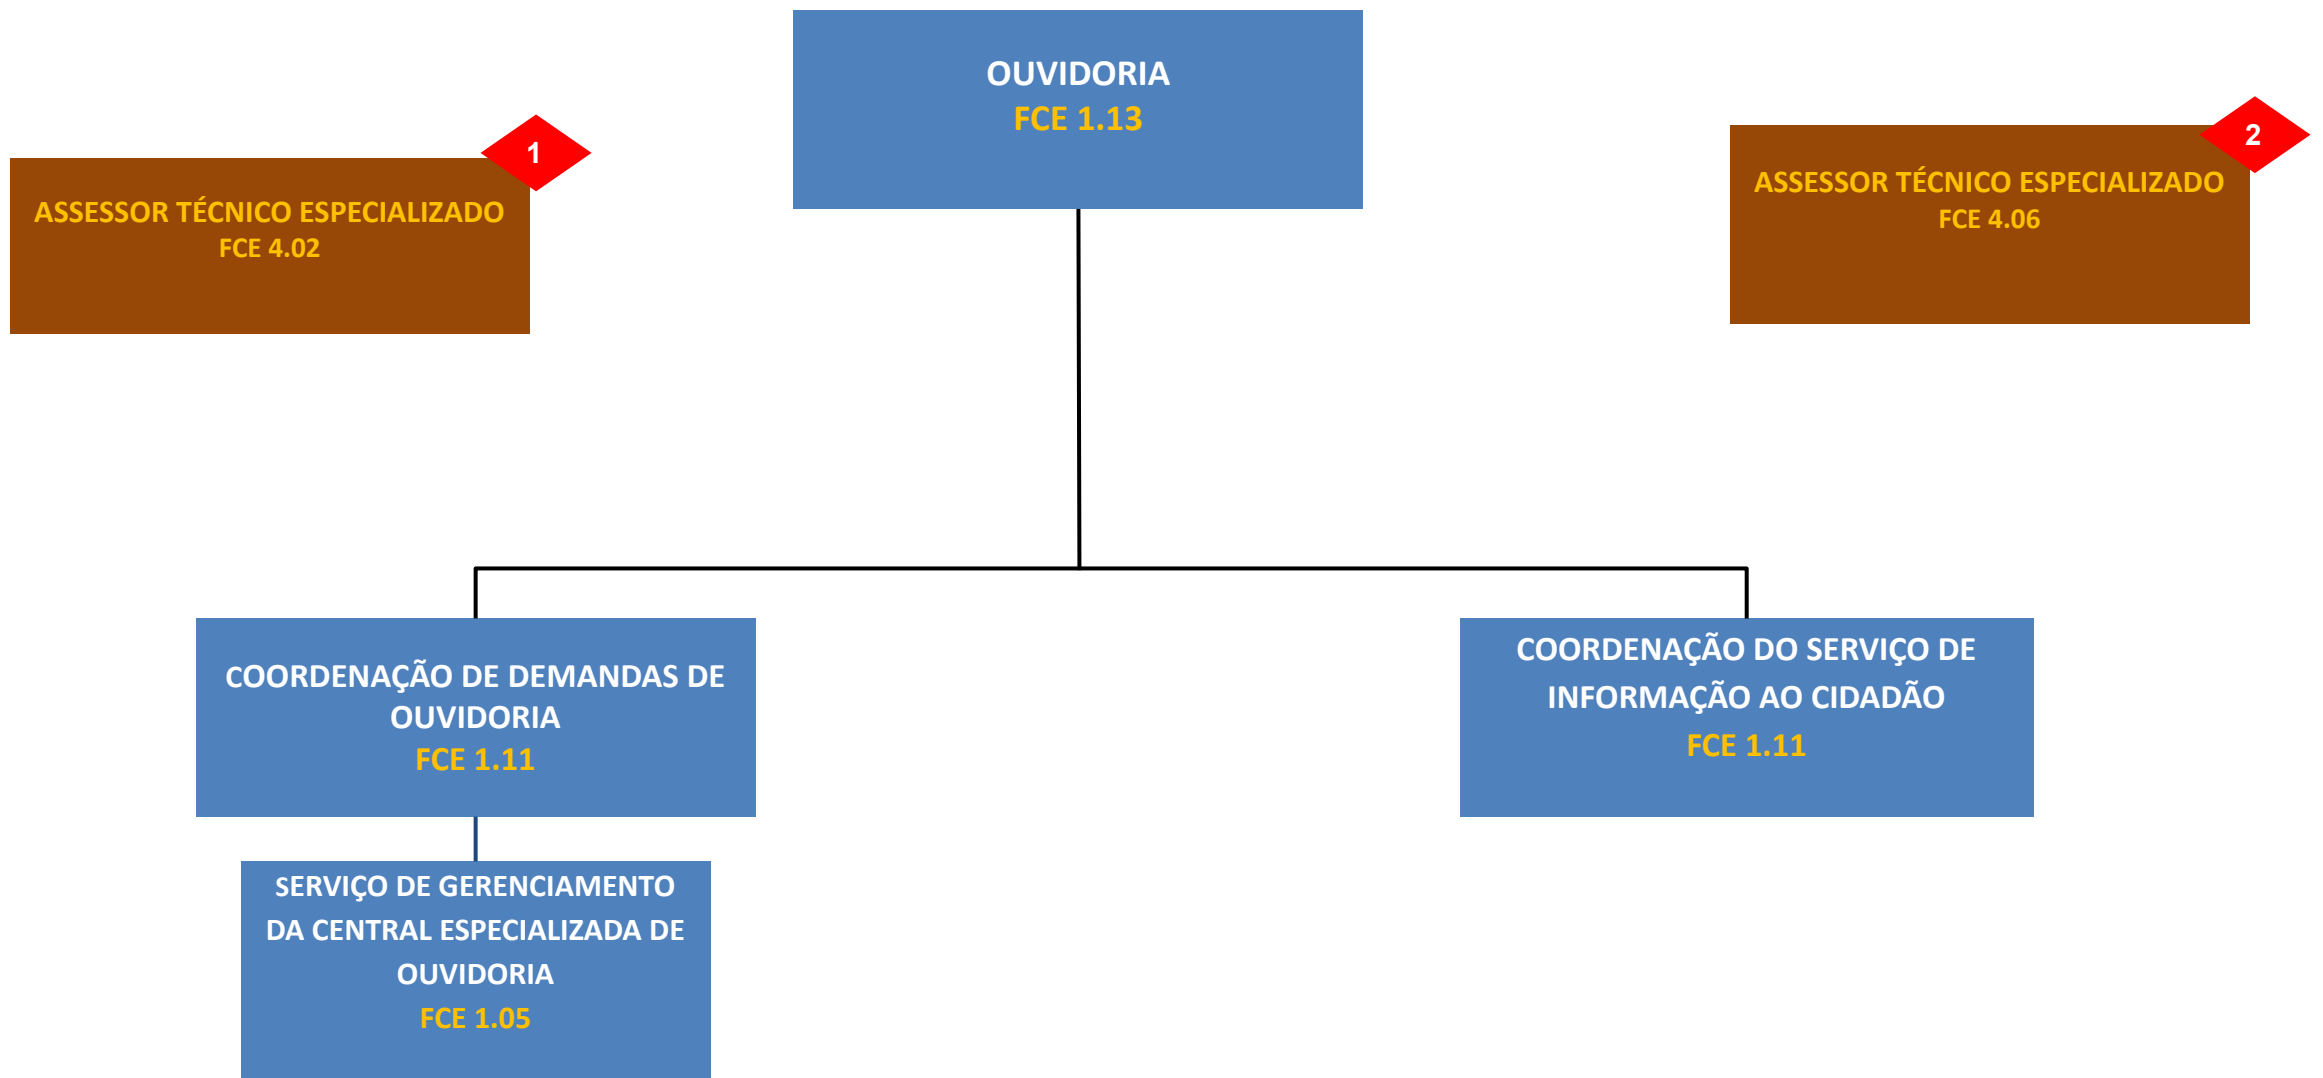 OUVIDORIA
FCE 1.13
1
ASSESSOR TÉCNICO ESPECIALIZADO
FCE 4.02
2
ASSESSOR TÉCNICO ESPECIALIZADO
FCE 4.06
COORDENAÇÃO DE DEMANDAS DE
OUVIDORIA
FCE 1.11
COORDENAÇÃO DO SERVIÇO DE
INFORMAÇÃO AO CIDADÃO
FCE 1.11
SERVIÇO DE GERENCIAMENTO
DA CENTRAL ESPECIALIZADA DE
OUVIDORIA
FCE 1.05